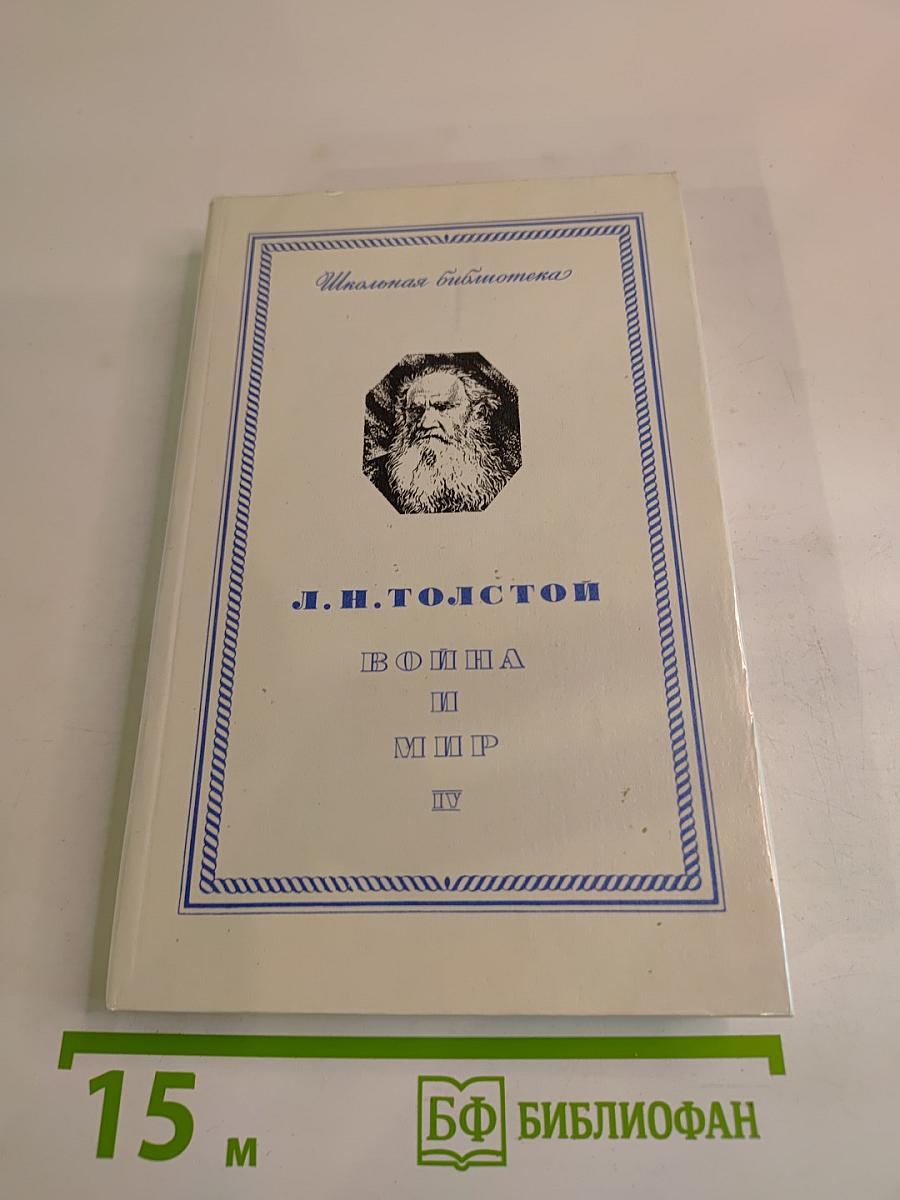 Школьная библиотека
Л.Н.ТОЛСТОЙ
ВОЙНА
И
МИР
IV
15 м
БФ БИБЛИОФАН